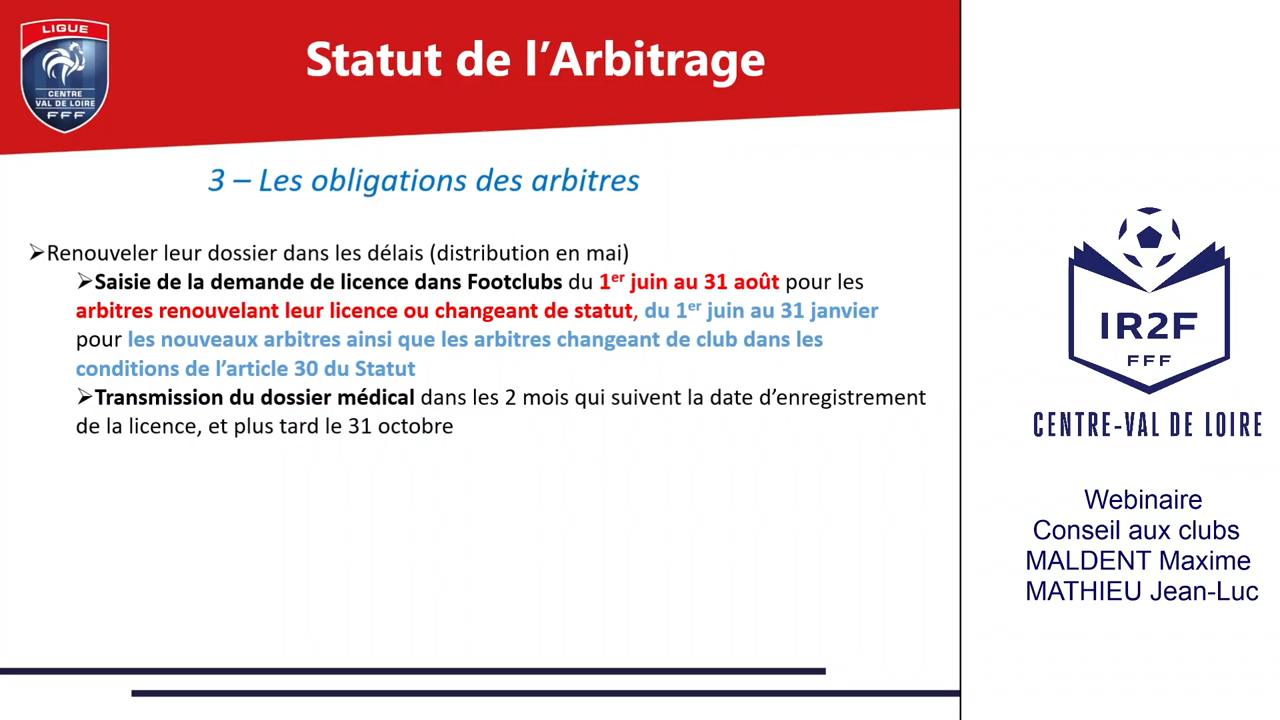 LIGUE
CENTRE
VAL DE LOIRE
FFF
Statut de l'Arbitrage
3 – Les obligations des arbitres
➢Renouveler leur dossier dans les délais (distribution en mai)
➢Saisie de la demande de licence dans Footclubs du 1er juin au 31 août pour les
arbitres renouvelant leur licence ou changeant de statut, du 1er juin au 31 janvier
pour les nouveaux arbitres ainsi que les arbitres changeant de club dans les
conditions de l'article 30 du Statut
➢Transmission du dossier médical dans les 2 mois qui suivent la date d'enregistrement
de la licence, et plus tard le 31 octobre
IR2F
FFF
CENTRE-VAL DE LOIRE
Webinaire
Conseil aux clubs
MALDENT Maxime
MATHIEU Jean-Luc